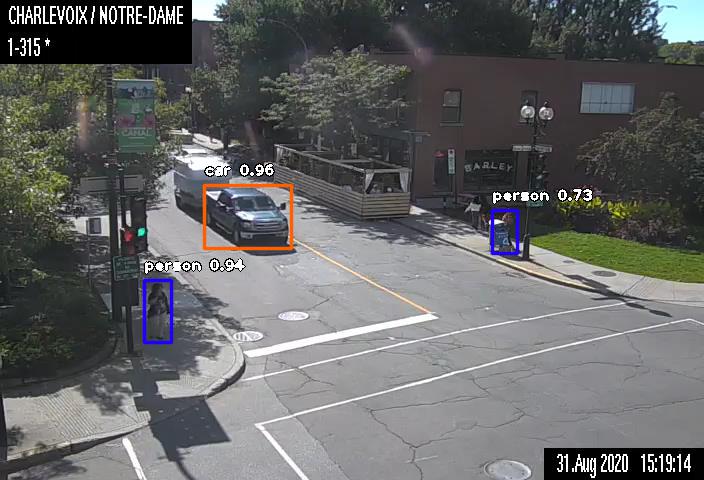 CHARLEVOIX / NOTRE-DAME
1-315 *
CANAL
car 0.96
BARLEY
person 0.73
person 0.94
31.Aug 2020 15:19:14